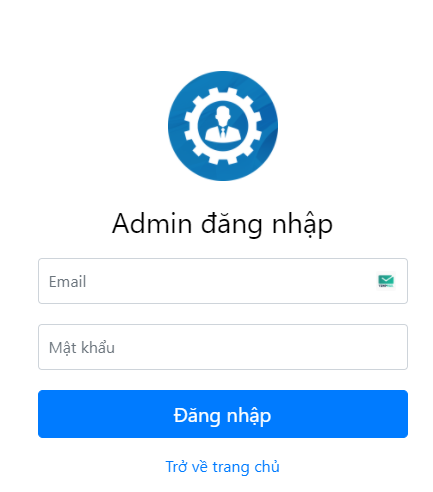 Admin đăng nhập
Email
Mật khẩu
Đăng nhập
Trở về trang chủ